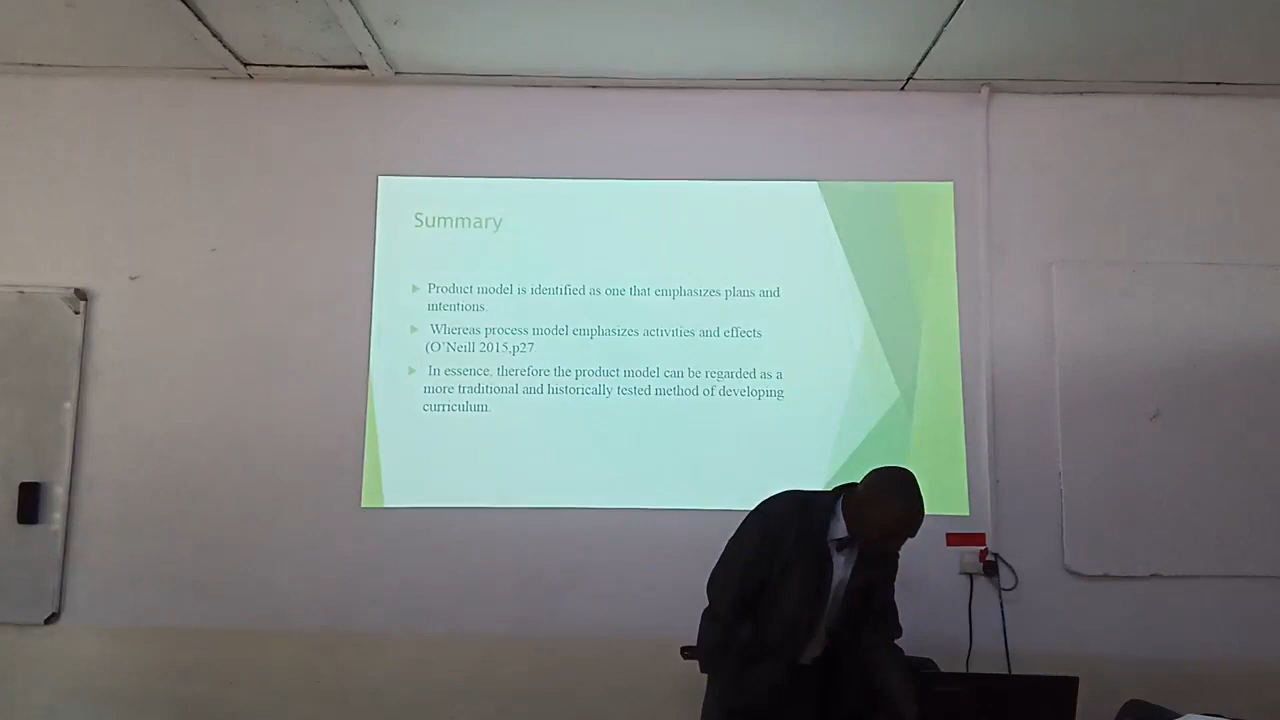 Summary
Product model is identified as one that emphasizes plans and
intentions.
Whereas process model emphasizes activities and effects
(O'Neill 2015,p27
In essence, therefore the product model can be regarded as a
more traditional and historically tested method of developing
curriculum.